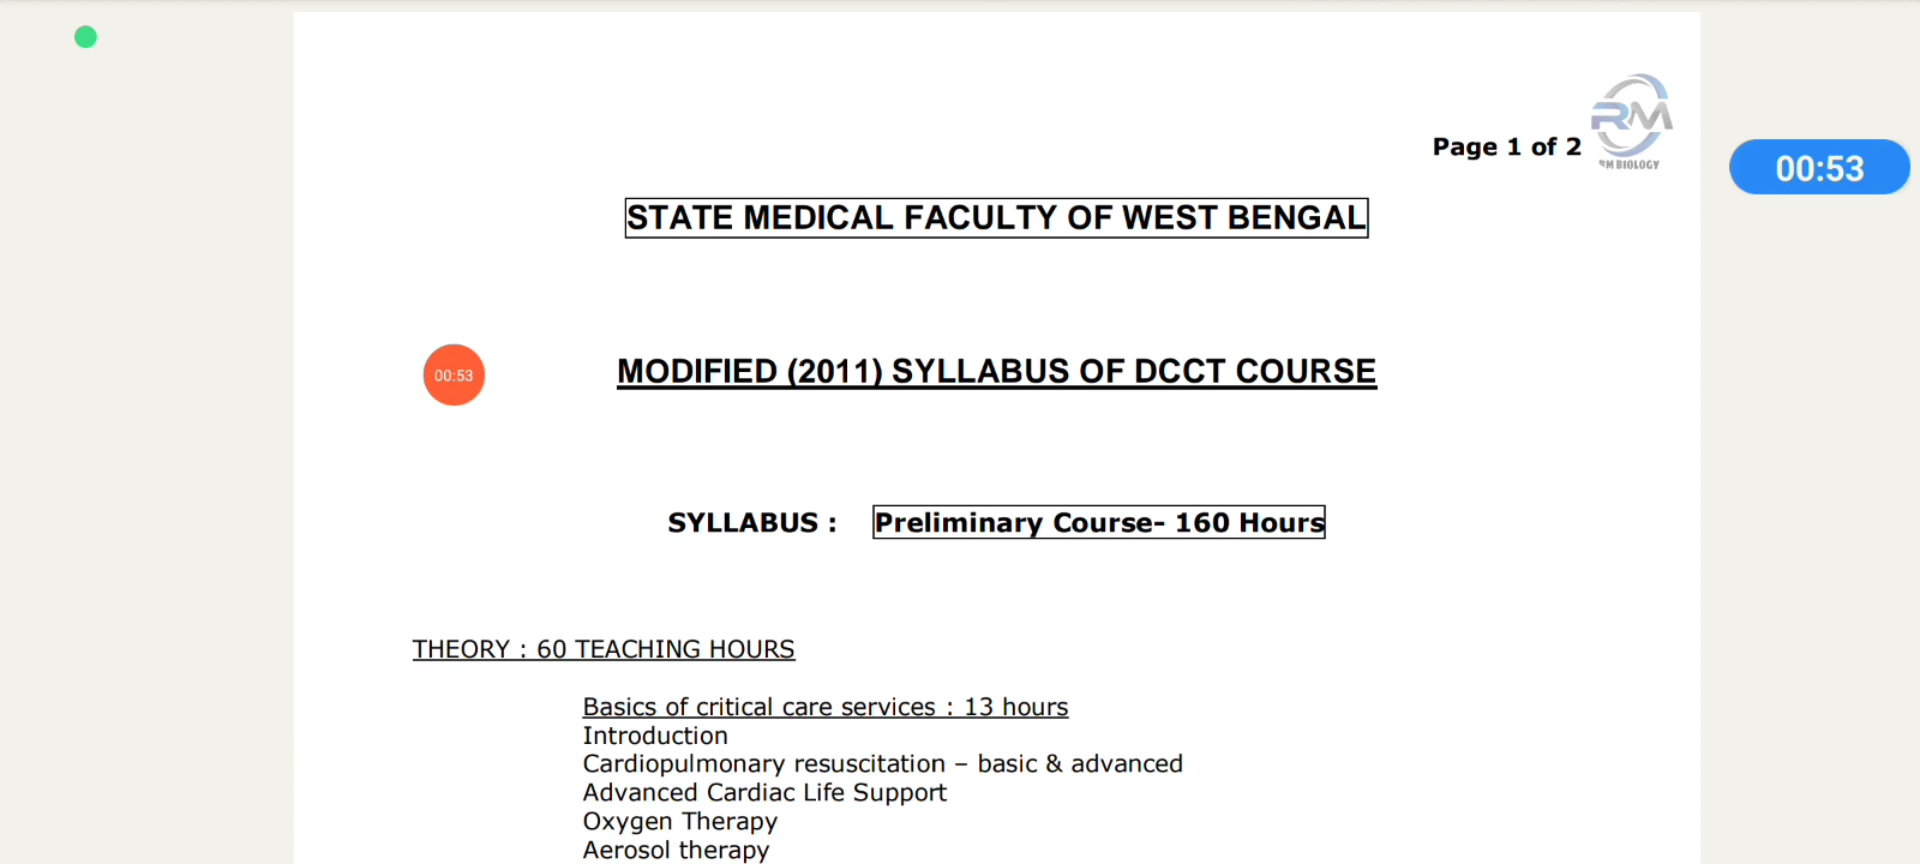 Page 1 of 2
RM
RM BIOLOGY
00:53
STATE MEDICAL FACULTY OF WEST BENGAL
00:53
MODIFIED (2011) SYLLABUS OF DCCT COURSE
SYLLABUS : Preliminary Course- 160 Hours
THEORY : 60 TEACHING HOURS
Basics of critical care services : 13 hours
Introduction
Cardiopulmonary resuscitation – basic & advanced
Advanced Cardiac Life Support
Oxygen Therapy
Aerosol therapy